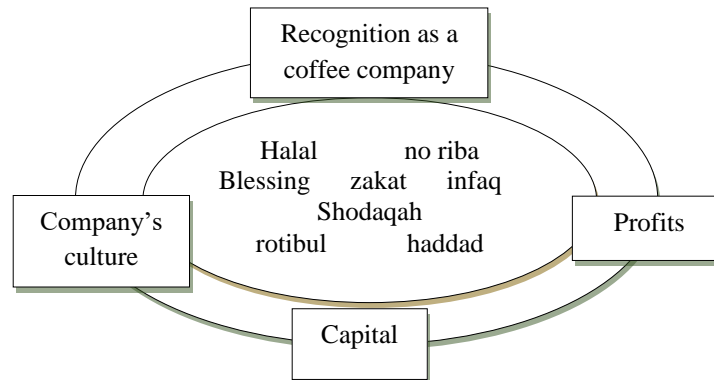 Recognition as a
coffee company
Halal no riba
Blessing zakat infaq
Shodaqah
rotibul haddad
Company’s
culture
Profits
Capital